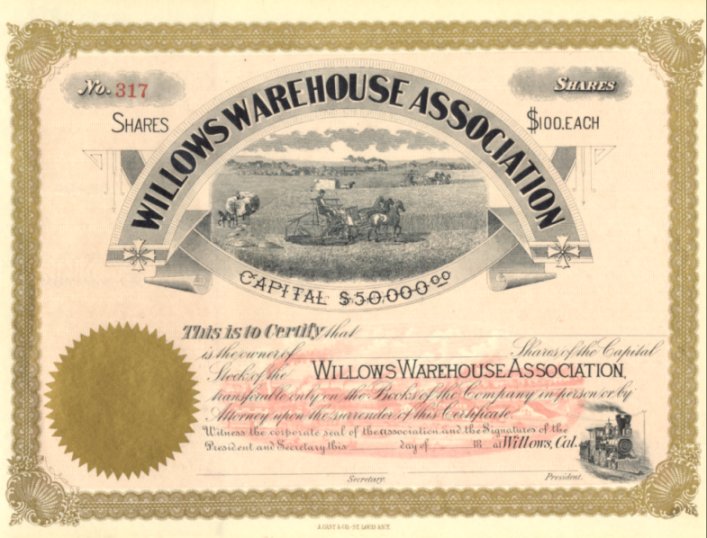 No. 317
SHARES
SHARES
$100. EACH
WILLOWS WAREHOUSE ASSOCIATION
CAPITAL $50,000.00
This is to Certify that
is the owner of Shares of the Capital
Stock of the WILLOWS WAREHOUSE ASSOCIATION,
transferable only on the Books of the Company in person or by
Attorney upon the surrender of this Certificate.
Witness the corporate seal of the association and the Signatures of the
President and Secretary this day of 18 at Willows, Cal.
Secretary.
President.